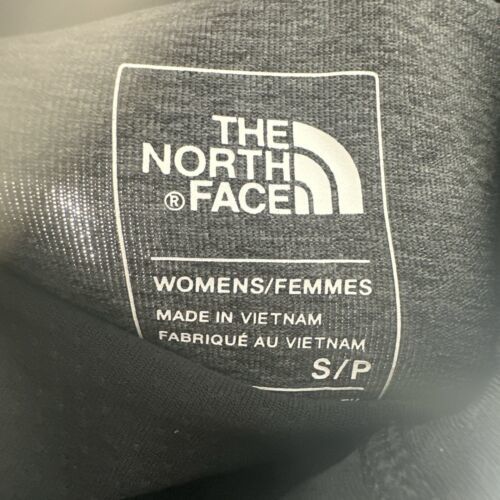 THE
NORTH
® FACE
WOMENS/FEMMES
MADE IN VIETNAM
FABRIQUÉ AU VIETNAM
S/P